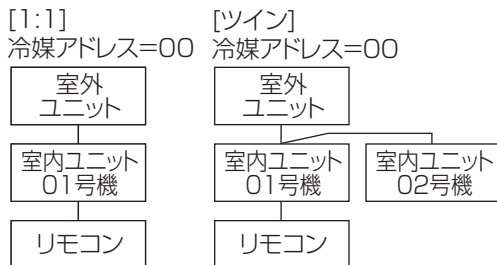 [1:1]
冷媒アドレス=00
室外
ユニット
室内ユニット
01号機
リモコン
[ツイン]
冷媒アドレス=00
室外
ユニット
室内ユニット
01号機
室内ユニット
02号機
リモコン